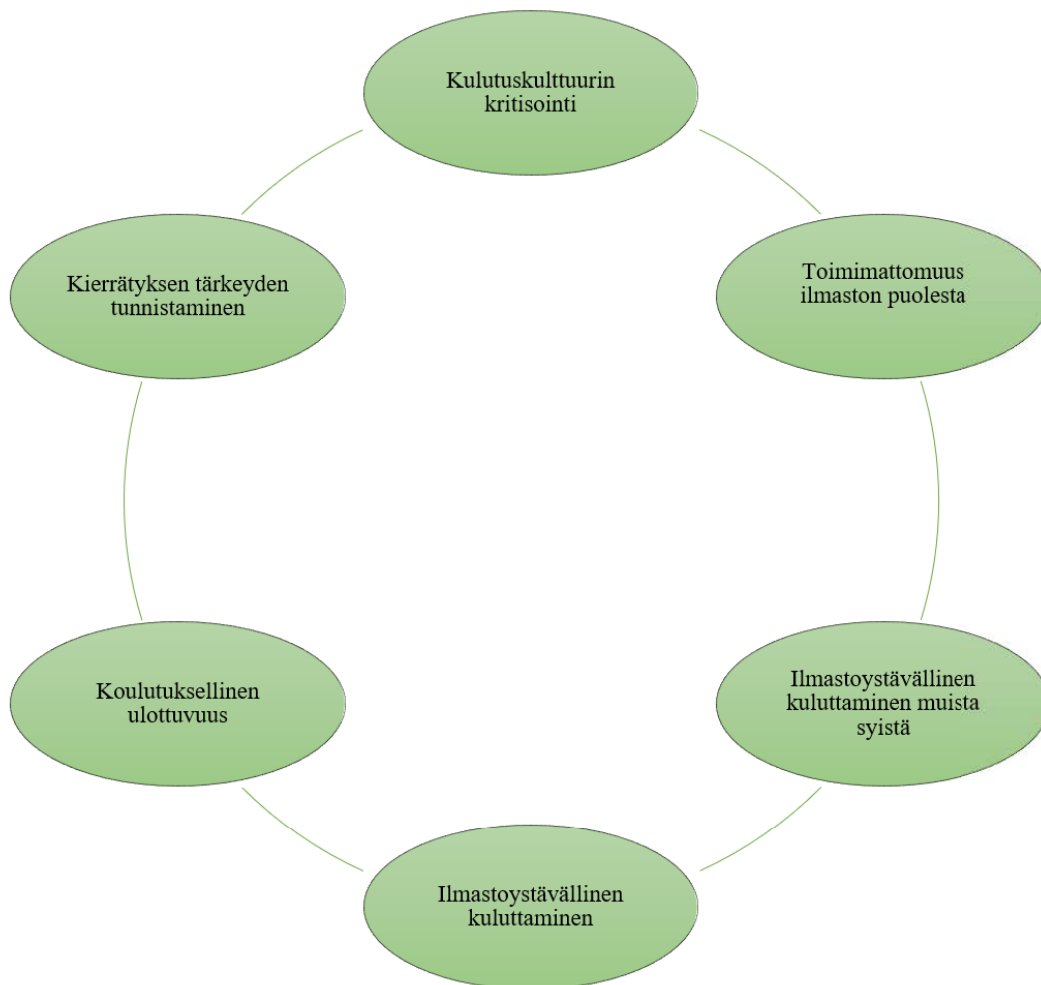 Kulutuskulttuurin
kritisointi
Kierrätyksen tärkeyden
tunnistaminen
Toimimattomuus
ilmaston puolesta
Koulutuksellinen
ulottuvuus
Ilmastoystävällinen
kuluttaminen muista
syistä
Ilmastoystävällinen
kuluttaminen